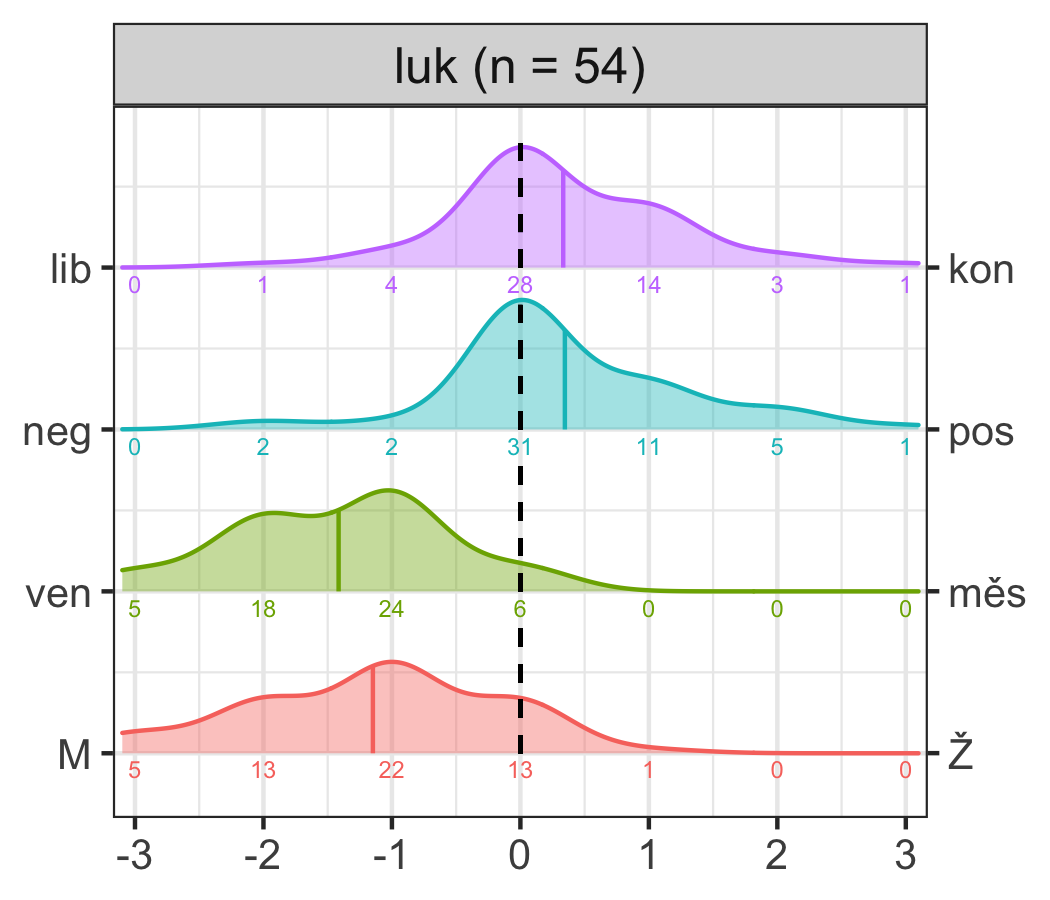 luk (n = 54)
lib kon
0 1 4 28 14 3 1
neg pos
0 2 2 31 11 5 1
ven měs
5 18 24 6 0 0 0
M Ž
5 13 22 13 1 0 0
-3 -2 -1 0 1 2 3